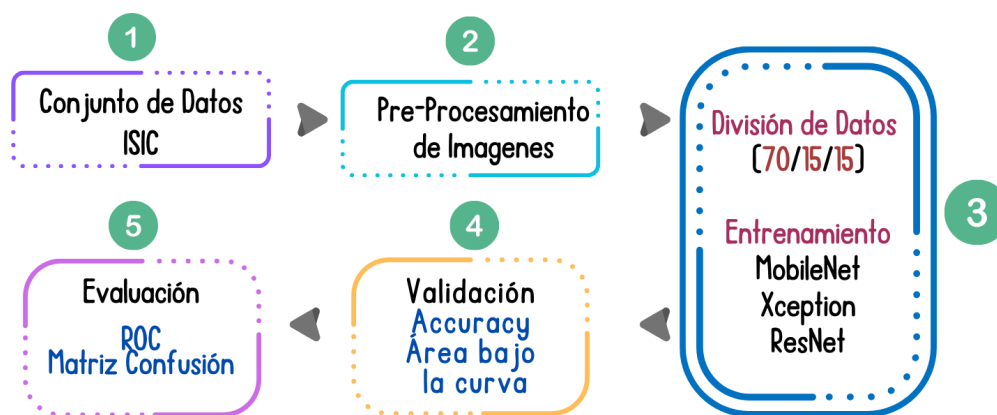 1
Conjunto de Datos
ISIC
2
Pre-Procesamiento
de Imagenes
3
División de Datos
(70/15/15)
Entrenamiento
MobileNet
Xception
ResNet
4
Validación
Accuracy
Área bajo
la curva
5
Evaluación
ROC
Matriz Confusión